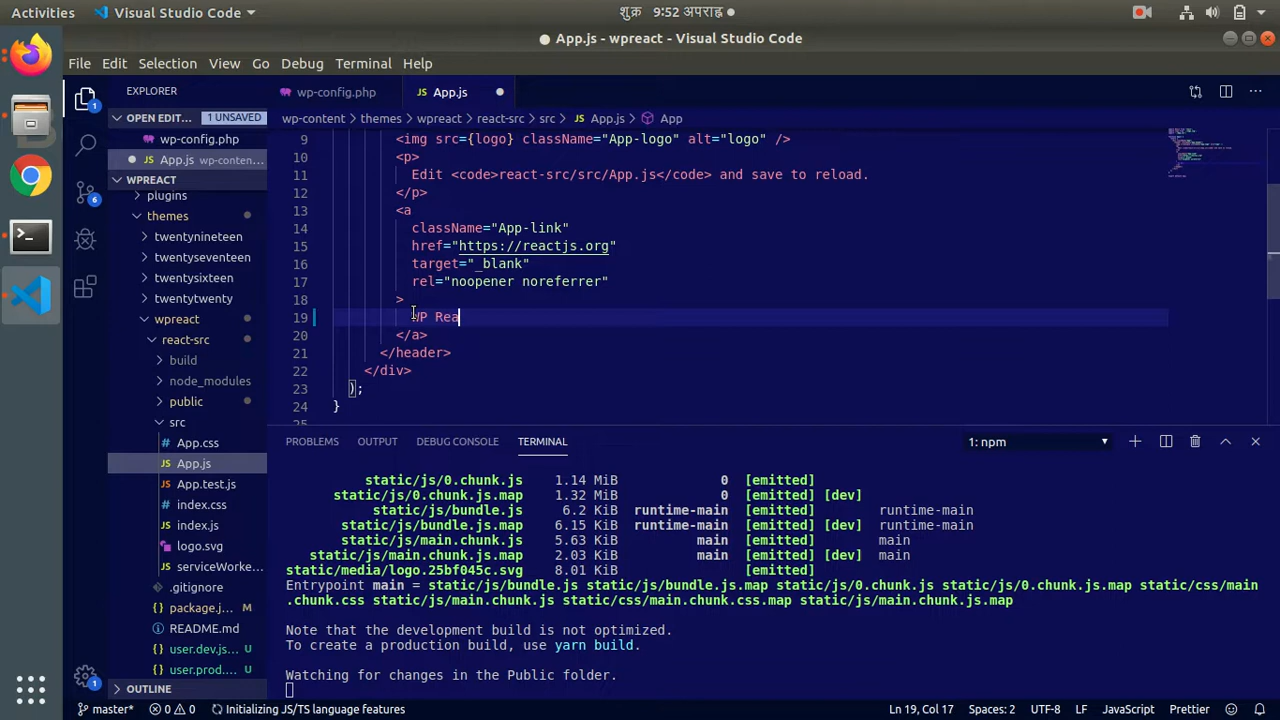 Activities Visual Studio Code शुक्र 9:52 अपराह्न
App.js - wpreact - Visual Studio Code
File Edit Selection View Go Debug Terminal Help
EXPLORER
OPEN EDIT... 1 UNSAVED
wp-config.php
App.js wp-conten...
WPREACT
plugins
themes
twentynineteen
twentyseventeen
twentysixteen
twentytwenty
wpreact
react-src
build
node_modules
public
src
App.css
App.js
App.test.js
index.css
index.js
logo.svg
serviceWorke...
.gitignore
package.j... M
README.md
user.dev.js... U
user.prod.... U
OUTLINE
1
6
1
wp-config.php App.js
wp-content > themes > wpreact > react-src > src > App.js > App
9 <img src={logo} className="App-logo" alt="logo" />
10 <p>
11 Edit <code>react-src/src/App.js</code> and save to reload.
12 </p>
13 <a
14 className="App-link"
15 href="https://reactjs.org"
16 target="_blank"
17 rel="noopener noreferrer"
18 >
19 WP Rea
20 </a>
21 </header>
22 </div>
23 );
24 }
25
PROBLEMS OUTPUT DEBUG CONSOLE TERMINAL 1: npm
static/js/0.chunk.js 1.14 MiB 0 [emitted]
static/js/0.chunk.js.map 1.32 MiB 0 [emitted] [dev]
static/js/bundle.js 6.2 KiB runtime-main [emitted] runtime-main
static/js/bundle.js.map 6.15 KiB runtime-main [emitted] [dev] runtime-main
static/js/main.chunk.js 5.63 KiB main [emitted] main
static/js/main.chunk.js.map 2.03 KiB main [emitted] [dev] main
static/media/logo.25bf045c.svg 8.01 KiB [emitted]
Entrypoint main = static/js/bundle.js static/js/bundle.js.map static/js/0.chunk.js static/js/0.chunk.js.map static/css/main
.chunk.css static/js/main.chunk.js static/css/main.chunk.css.map static/js/main.chunk.js.map
Note that the development build is not optimized.
To create a production build, use yarn build.
Watching for changes in the Public folder.
master* 0 0 Initializing JS/TS language features Ln 19, Col 17 Spaces: 2 UTF-8 LF JavaScript Prettier